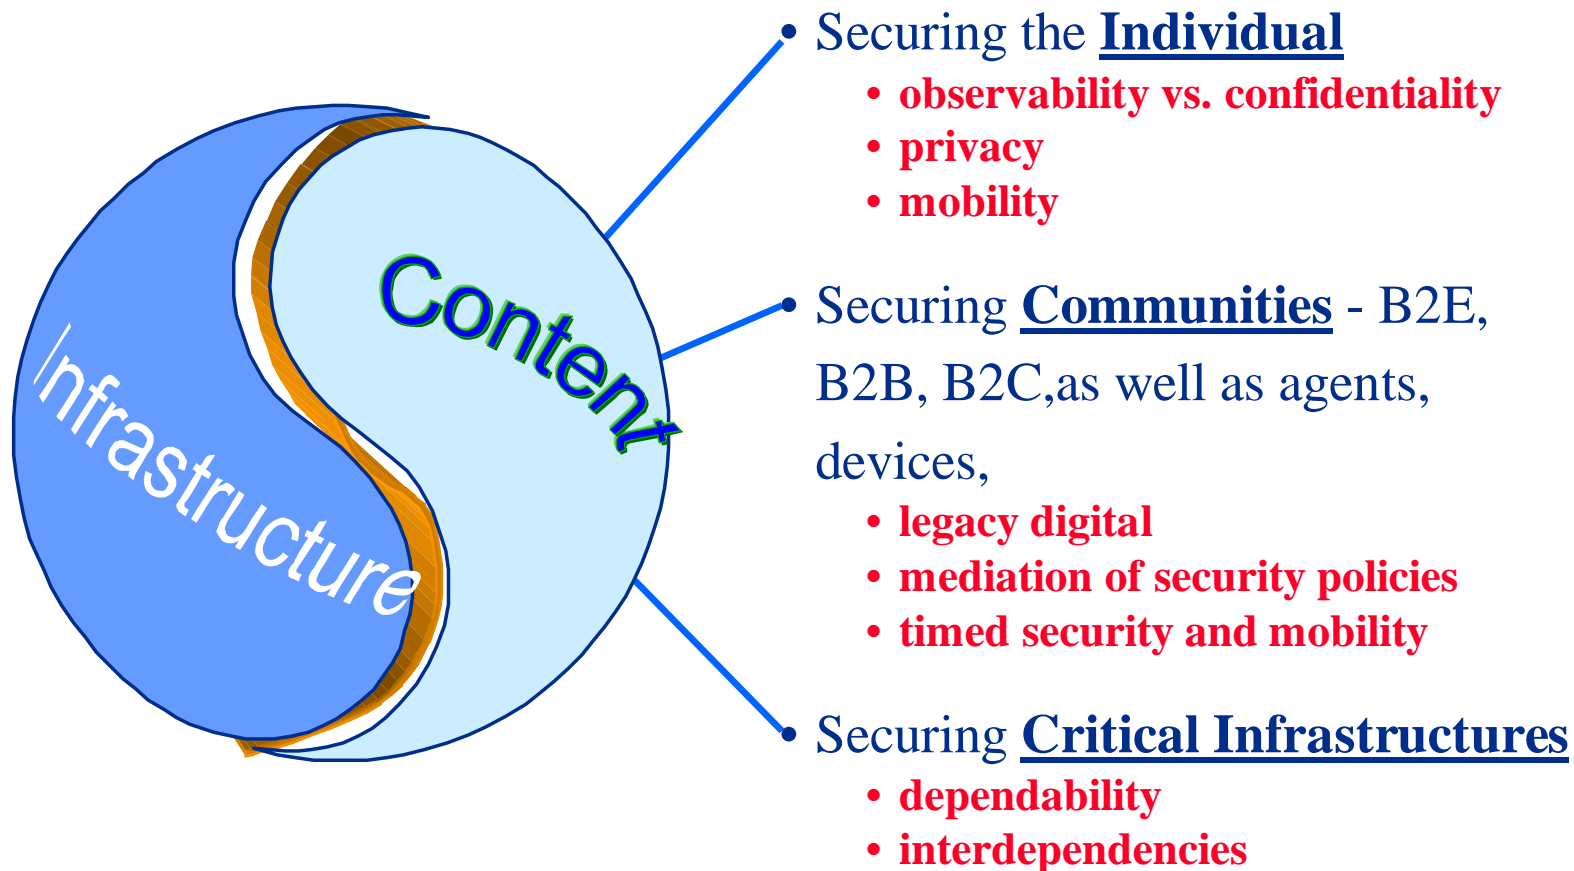 Infrastructure
Content
• Securing the Individual
• observability vs. confidentiality
• privacy
• mobility
• Securing Communities - B2E,
B2B, B2C,as well as agents,
devices,
• legacy digital
• mediation of security policies
• timed security and mobility
• Securing Critical Infrastructures
• dependability
• interdependencies